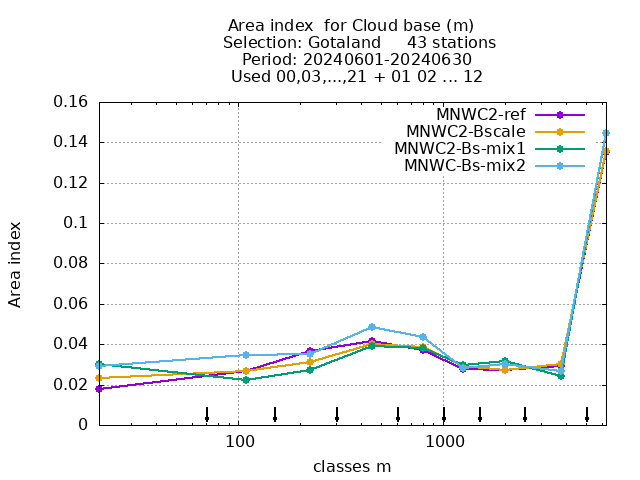 Area index  for Cloud base (m)
Selection: Gotaland     43 stations
Period: 20240601-20240630
Used 00,03,...,21 + 01 02 ... 12
MNWC2-ref
MNWC2-Bscale
MNWC2-Bs-mix1
MNWC-Bs-mix2
0.16
0.14
0.12
0.1
0.08
0.06
0.04
0.02
0
Area index
100
1000
classes m